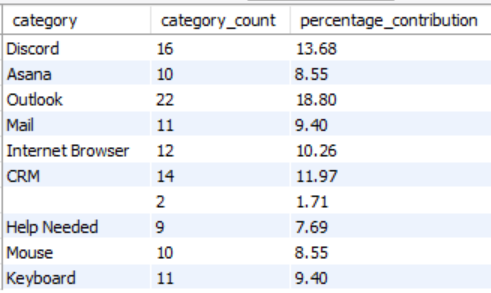 category category_count percentage_contribution
Discord 16 13.68
Asana 10 8.55
Outlook 22 18.80
Mail 11 9.40
Internet Browser 12 10.26
CRM 14 11.97
2 1.71
Help Needed 9 7.69
Mouse 10 8.55
Keyboard 11 9.40